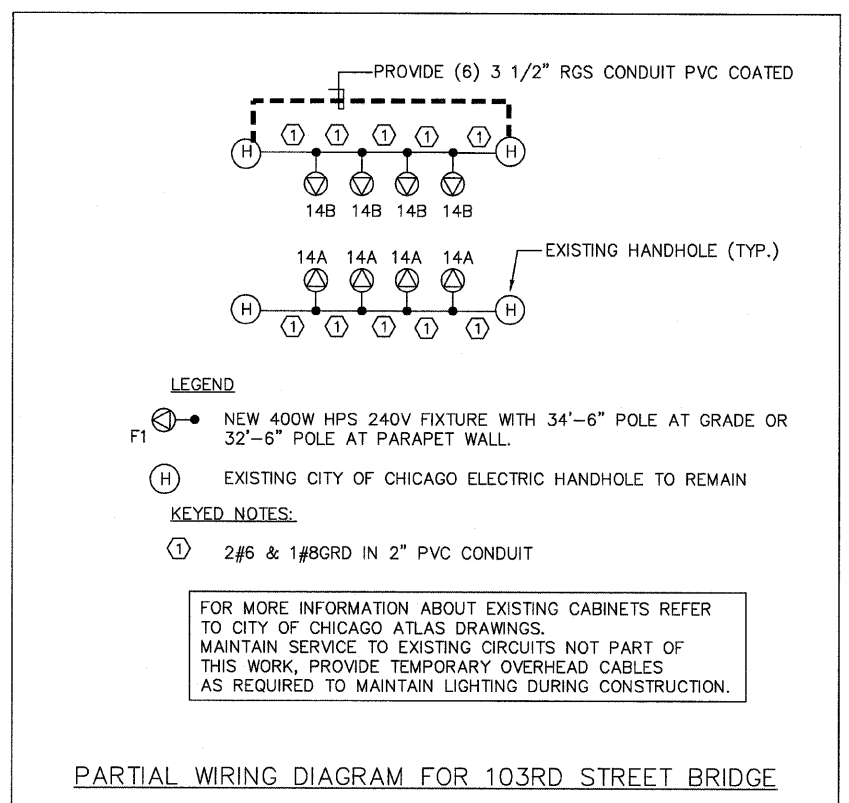 PROVIDE (6) 3 1/2" RGS CONDUIT PVC COATED
1 1 1 1 1
H H
14B 14B 14B 14B
14A 14A 14A 14A
EXISTING HANDHOLE (TYP.)
H H
1 1 1 1 1
LEGEND
F1 NEW 400W HPS 240V FIXTURE WITH 34'-6" POLE AT GRADE OR
32'-6" POLE AT PARAPET WALL.
H EXISTING CITY OF CHICAGO ELECTRIC HANDHOLE TO REMAIN
KEYED NOTES:
1 2#6 & 1#8GRD IN 2" PVC CONDUIT
FOR MORE INFORMATION ABOUT EXISTING CABINETS REFER
TO CITY OF CHICAGO ATLAS DRAWINGS.
MAINTAIN SERVICE TO EXISTING CIRCUITS NOT PART OF
THIS WORK, PROVIDE TEMPORARY OVERHEAD CABLES
AS REQUIRED TO MAINTAIN LIGHTING DURING CONSTRUCTION.
PARTIAL WIRING DIAGRAM FOR 103RD STREET BRIDGE